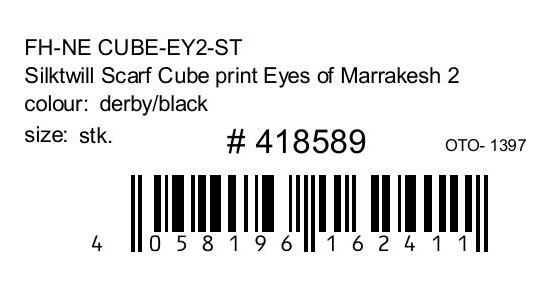 FH-NE CUBE-EY2-ST
Silktwill Scarf Cube print Eyes of Marrakesh 2
colour: derby/black
size: stk.
# 418589
OTO- 1397
4 058196 162411